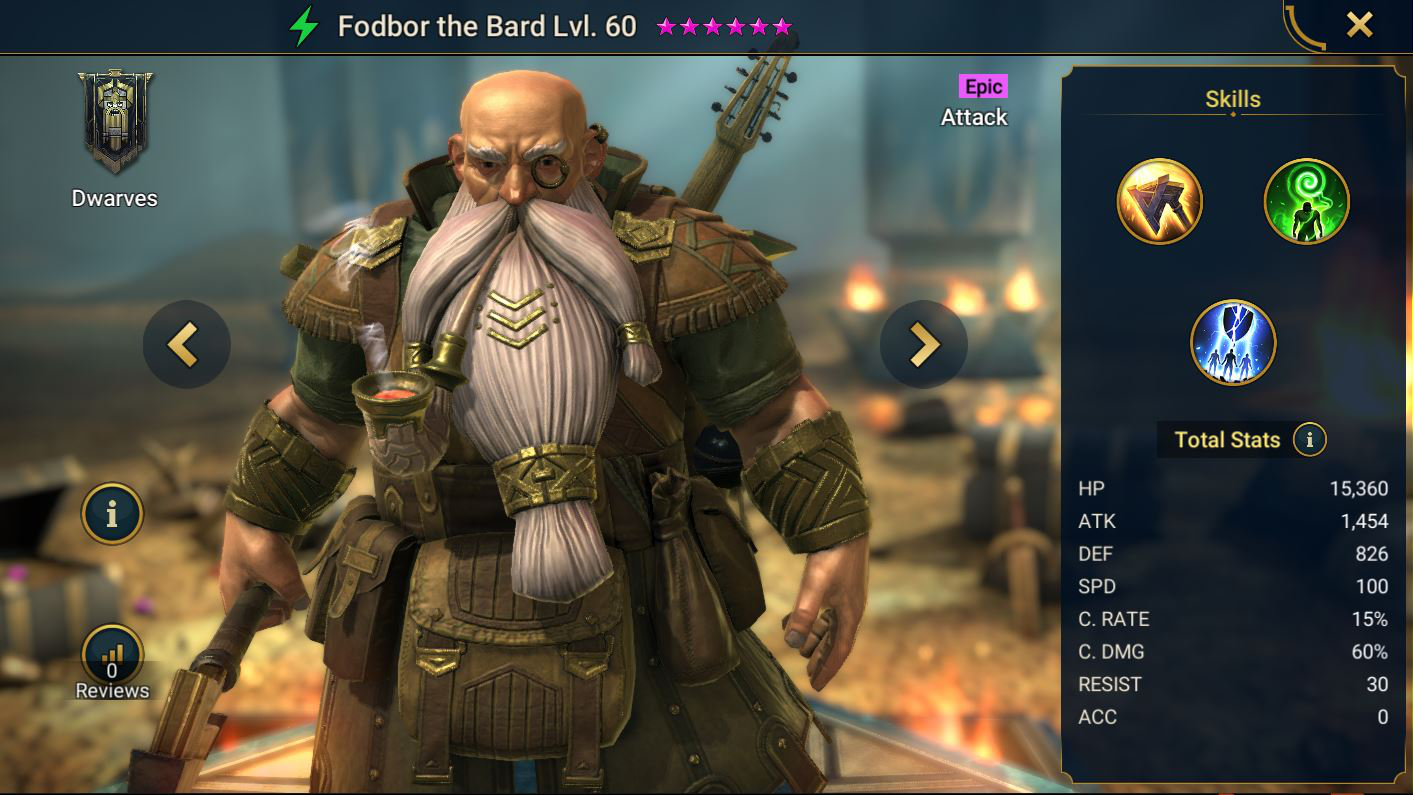 Fodbor the Bard Lvl. 60
Dwarves
Epic
Attack
0
Reviews
Skills
Total Stats
HP 15,360
ATK 1,454
DEF 826
SPD 100
C. RATE 15%
C. DMG 60%
RESIST 30
ACC 0